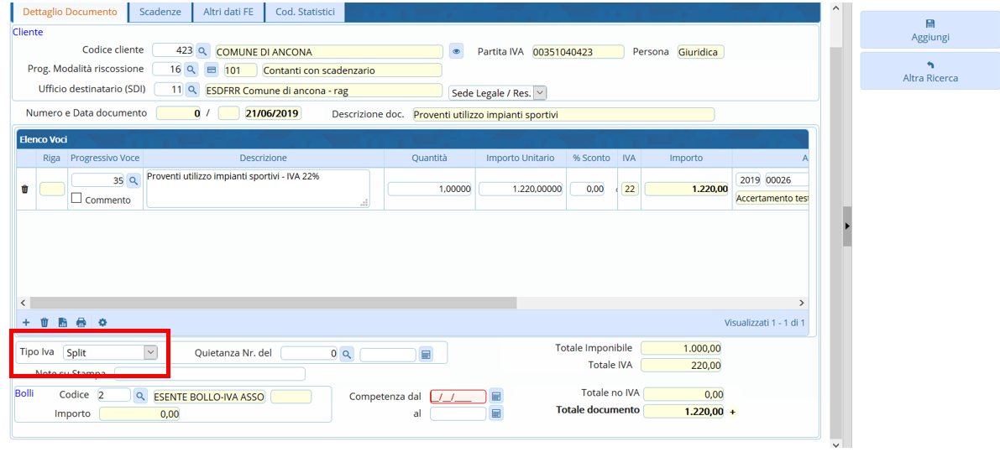 Dettaglio Documento Scadenze Altri dati FE Cod. Statistici
Aggiungi
Altra Ricerca
Cliente
Codice cliente 423 COMUNE DI ANCONA Partita IVA 00351040423 Persona Giuridica
Prog. Modalità riscossione 16 101 Contanti con scadenzario
Ufficio destinatario (SDI) 11 ESDFRR Comune di ancona - rag Sede Legale / Res.
Numero e Data documento 0 / 21/06/2019 Descrizione doc. Proventi utilizzo impianti sportivi
Elenco Voci
Riga Progressivo Voce Descrizione Quantità Importo Unitario % Sconto IVA Importo A
35 Proventi utilizzo impianti sportivi - IVA 22% 1,00000 1.220,00000 0,00 22 1.220,00 2019 00026
Commento Accertamento test
Visualizzati 1 - 1 di 1
Tipo Iva Split Quietanza Nr. del 0 Totale Imponibile 1.000,00
Totale IVA 220,00
Note su Stampa
Bolli Codice 2 ESENTE BOLLO-IVA ASSO Competenza dal _/_/____ Totale no IVA 0,00
Importo 0,00 al Totale documento 1.220,00 +